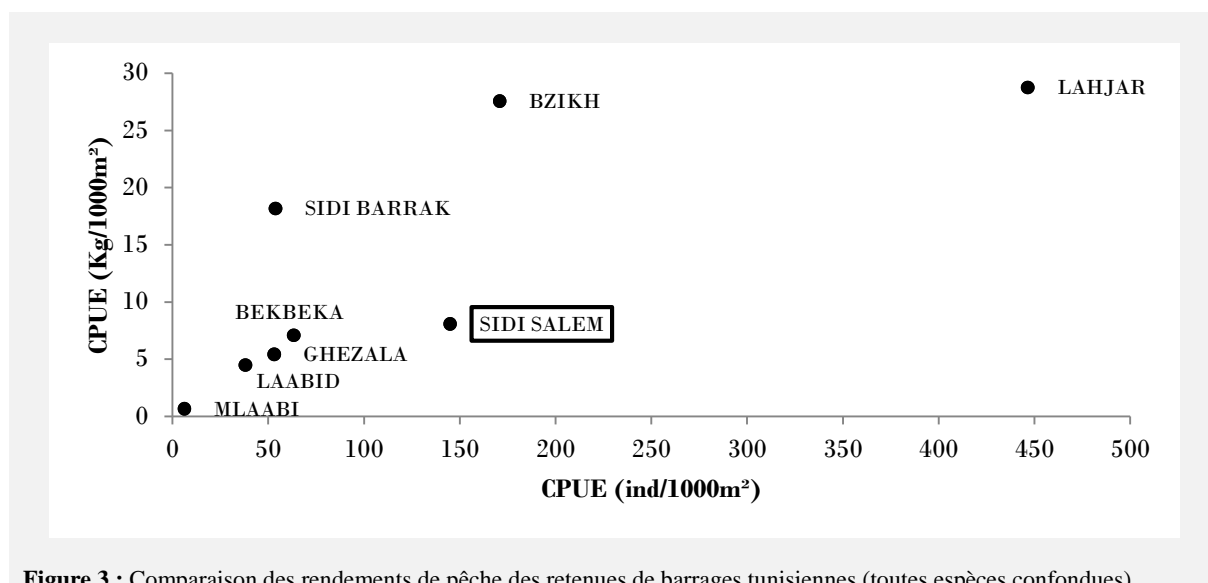 30
BZIKH
LAHJAR
25
20
SIDI BARRAK
15
CPUE (Kg/1000m²)
10
BEKBEKA
SIDI SALEM
5
GHEZALA
LAABID
MLAABI
0
0 50 100 150 200 250 300 350 400 450 500
CPUE (ind/1000m²)
Figure 3 : Comparaison des rendements de pêche des retenues de barrages tunisiennes (toutes espèces confondues)